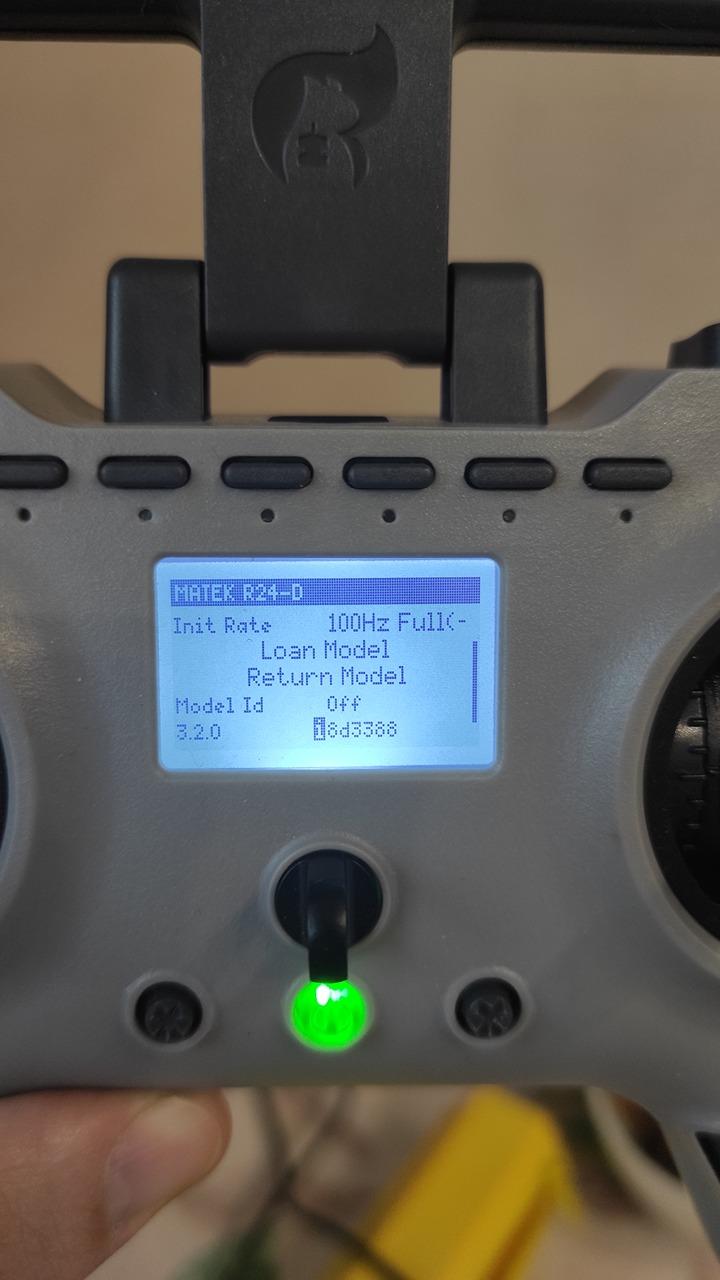 MATEK R24-D
Init Rate 100Hz Full(-
Loan Model
Return Model
Model Id Off
3.2.0 18d3388